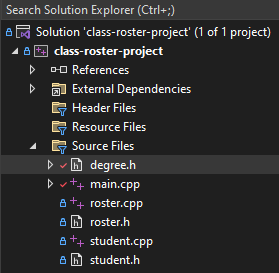 Search Solution Explorer (Ctrl+;)
Solution 'class-roster-project' (1 of 1 project)
class-roster-project
References
External Dependencies
Header Files
Resource Files
Source Files
degree.h
main.cpp
roster.cpp
roster.h
student.cpp
student.h